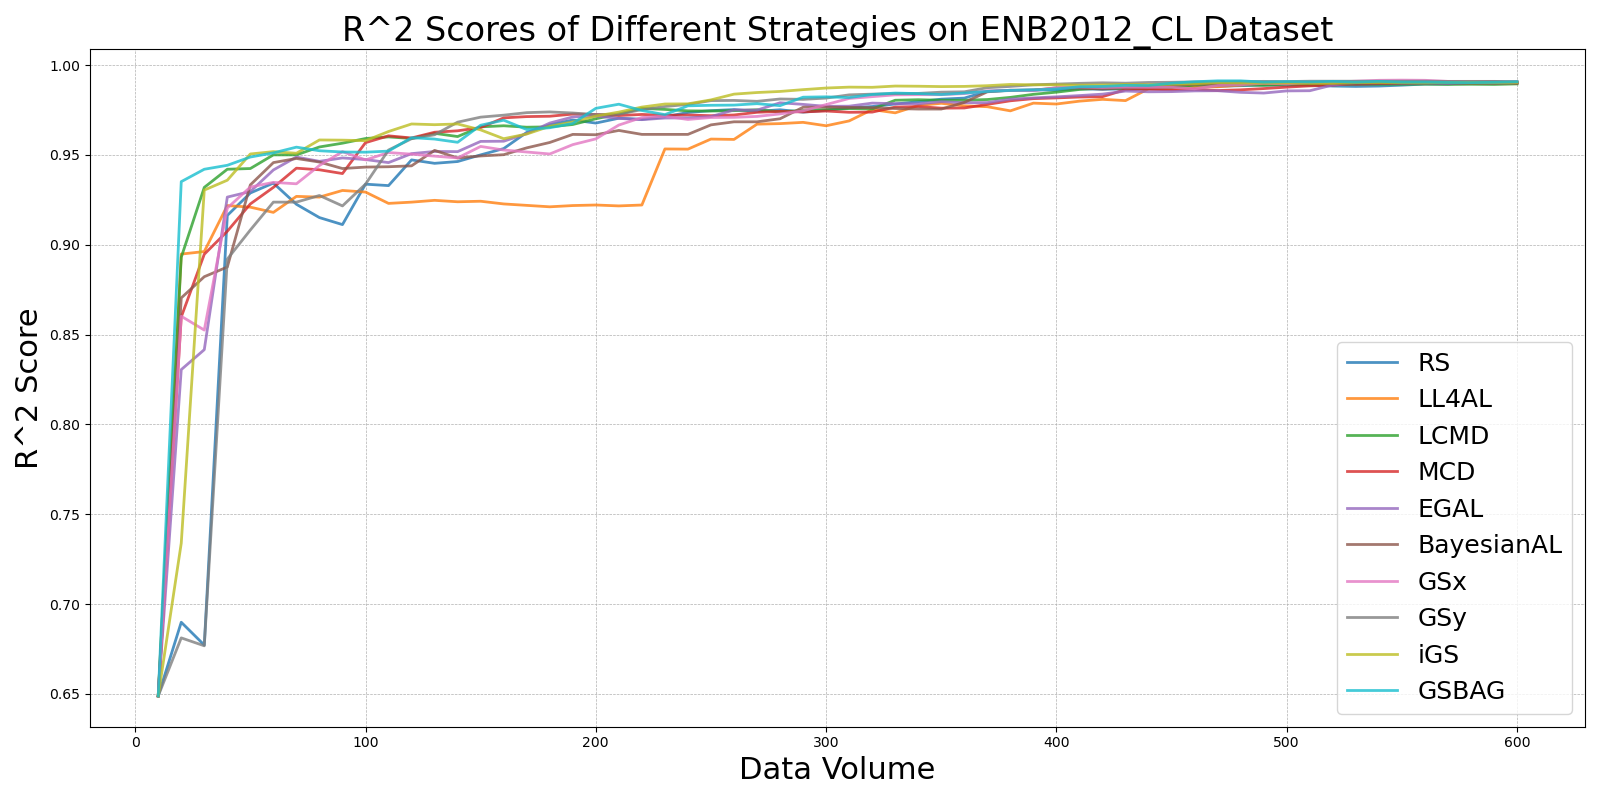 R^2 Scores of Different Strategies on ENB2012_CL Dataset
R^2 Score
1.00
0.95
0.90
0.85
0.80
0.75
0.70
0.65
0
100
200
300
400
500
600
Data Volume
RS
LL4AL
LCMD
MCD
EGAL
BayesianAL
GSx
GSy
iGS
GSBAG